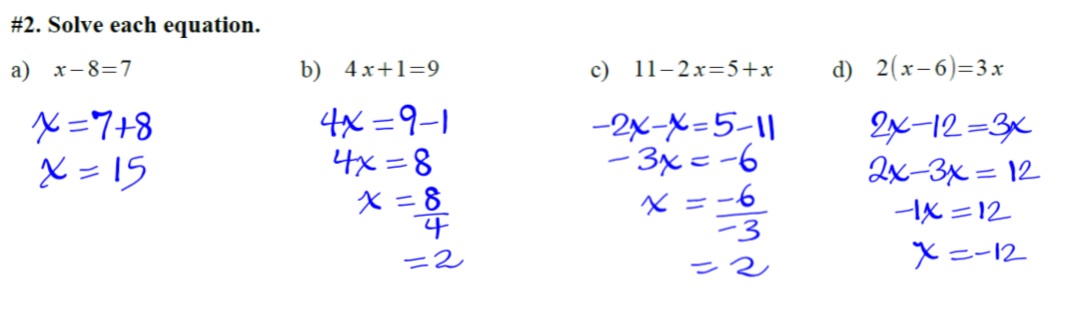 #2. Solve each equation.
a) x−8=7
b) 4x+1=9
c) 11−2x=5+x
d) 2(x−6)=3x
x=7+8
x=15
4x=9−1
4x=8
x=8/4
=2
−2x−x=5−11
−3x=−6
x=−6/−3
=2
2x−12=3x
2x−3x=12
−1x=12
x=−12